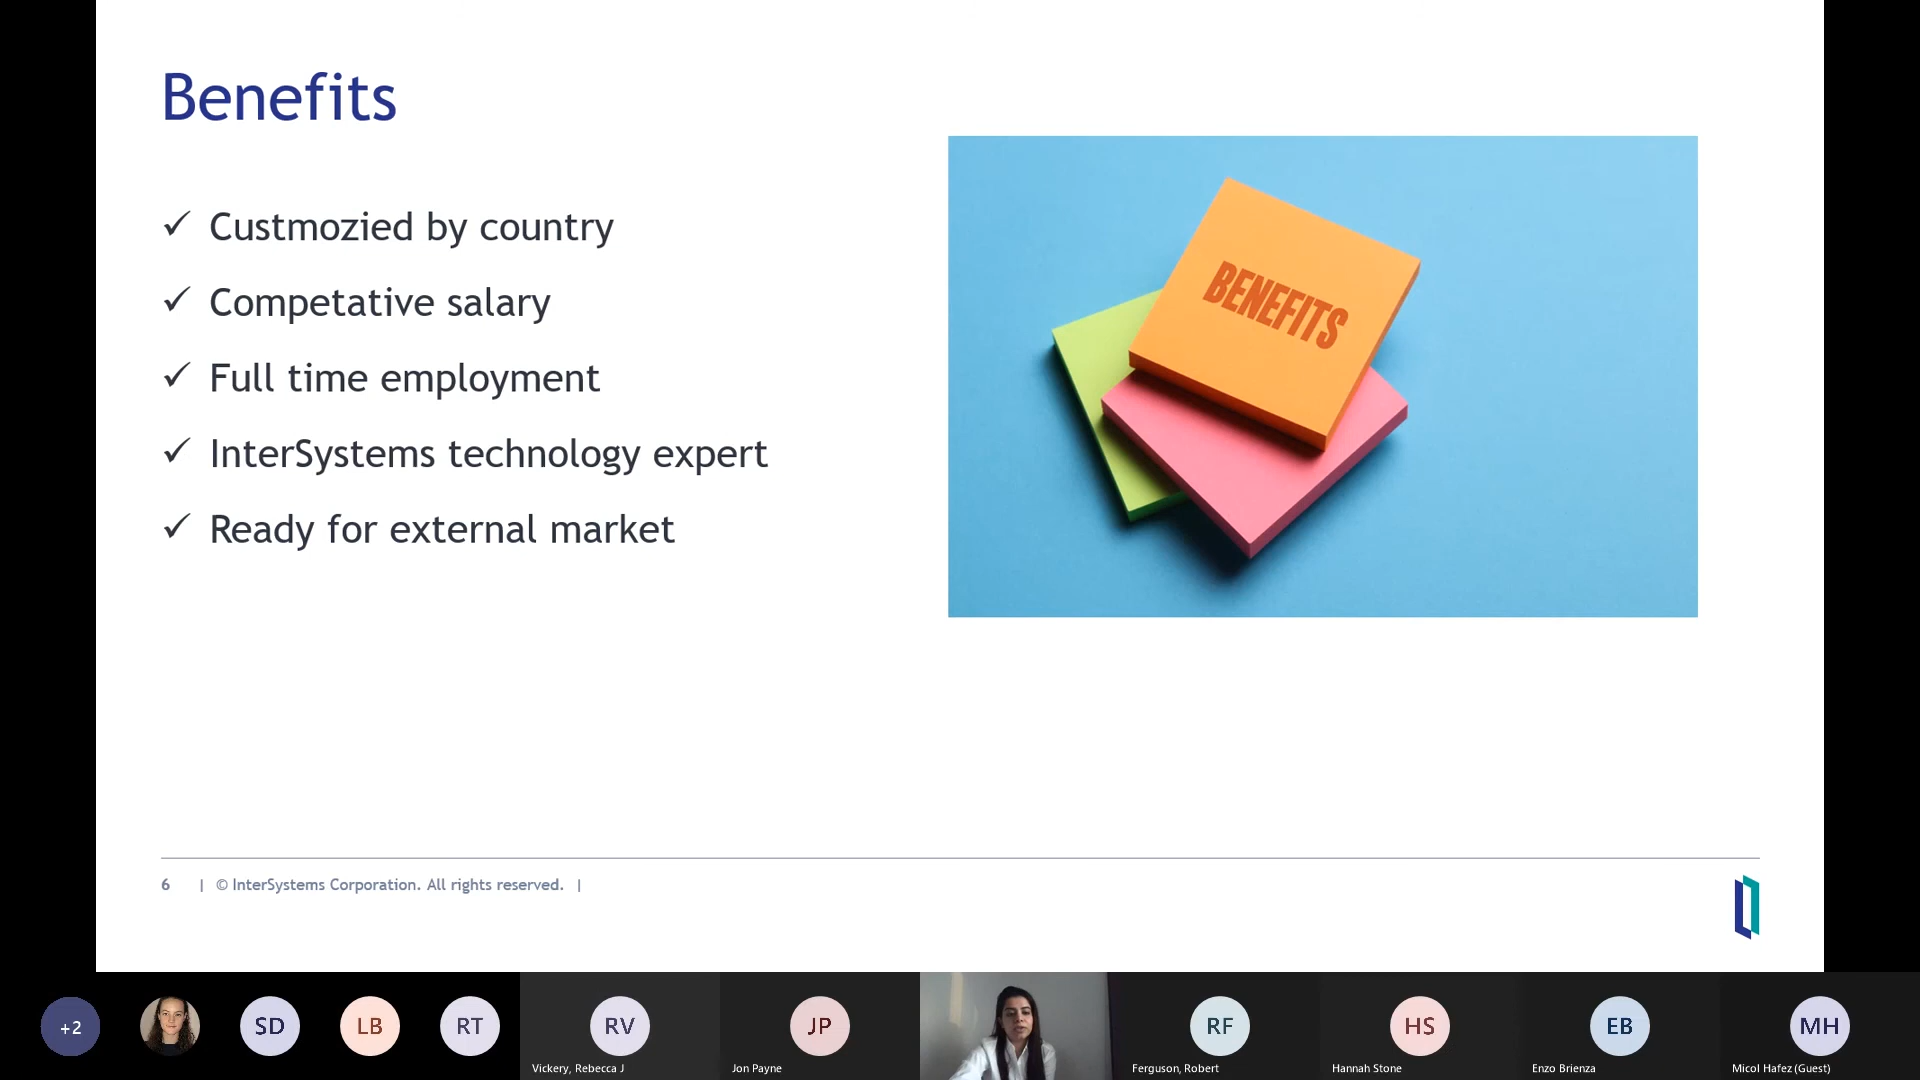 Benefits
✓ Custmozied by country
✓ Competative salary
✓ Full time employment
✓ InterSystems technology expert
✓ Ready for external market
BENEFITS
6 | © InterSystems Corporation. All rights reserved. |
+2
SD
LB
RT
RV
JP
RF
HS
EB
MH
Vickery, Rebecca J
Jon Payne
Ferguson, Robert
Hannah Stone
Enzo Brienza
Micol Hafez (Guest)